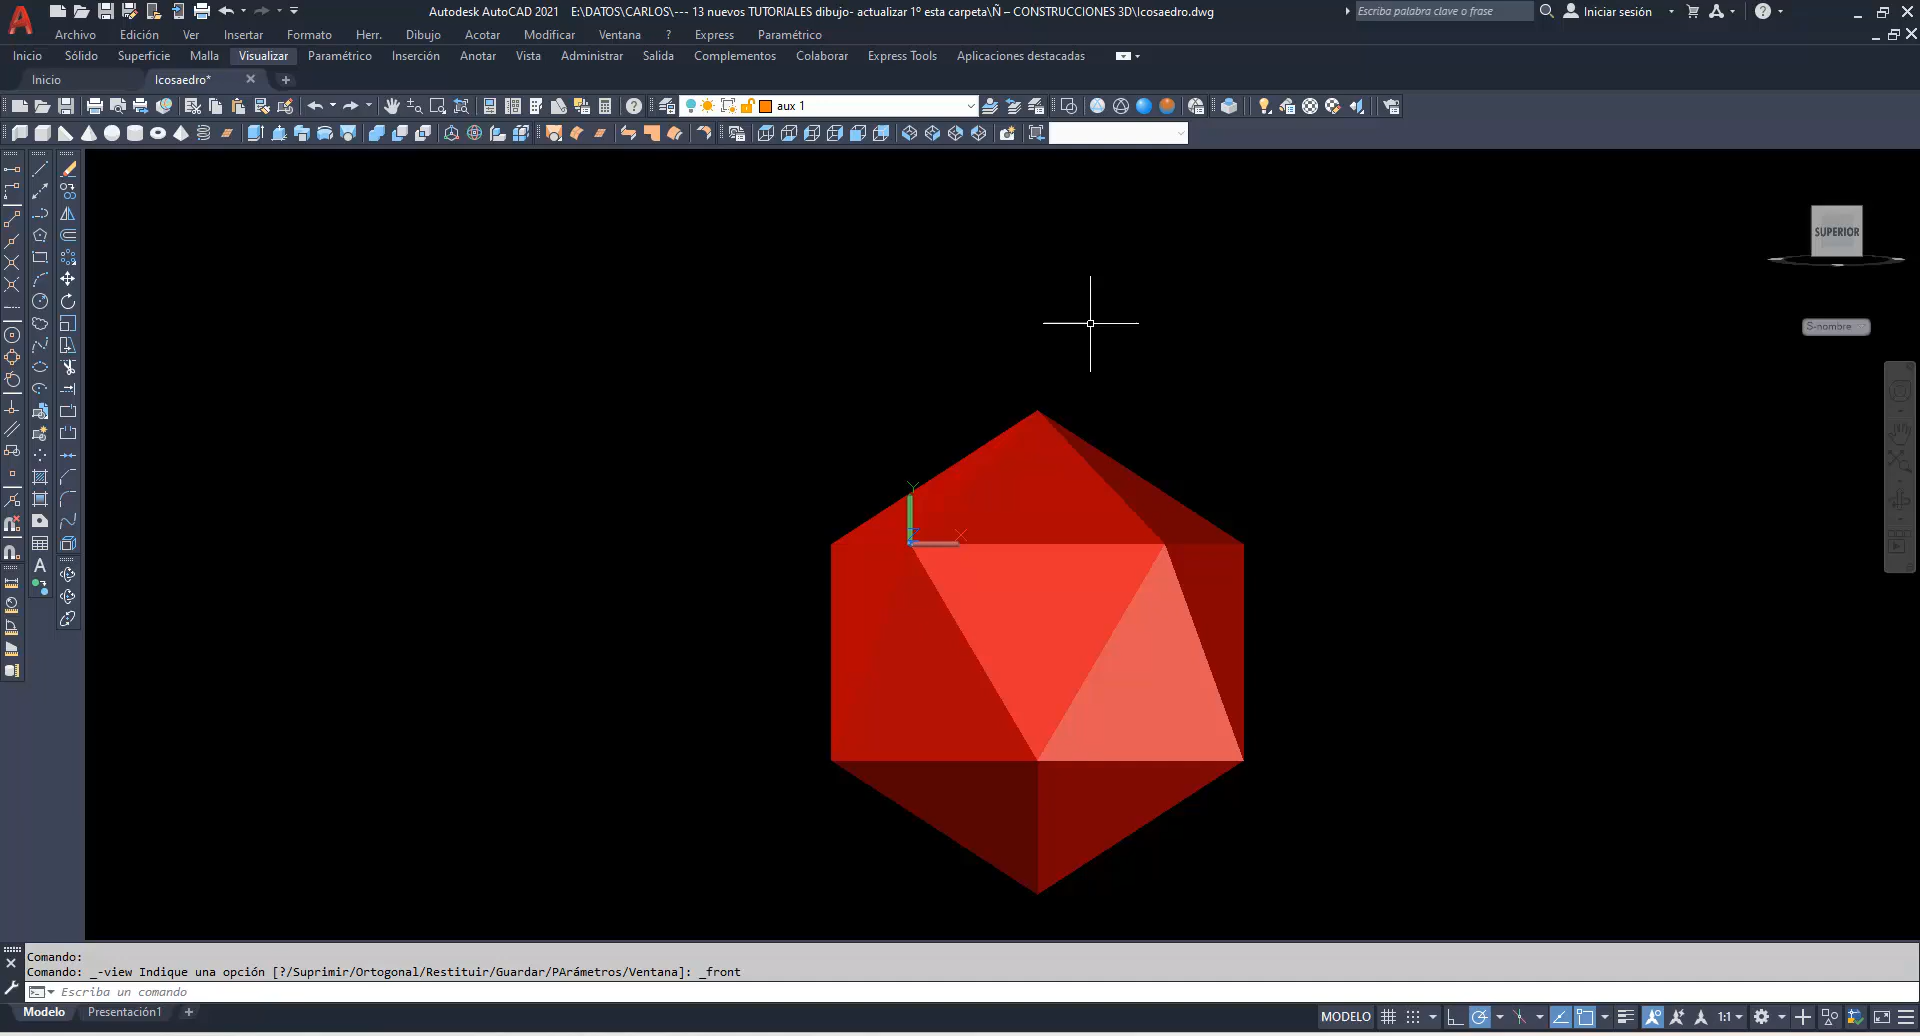 Autodesk AutoCAD 2021 E:\DATOS\CARLOS\--- 13 nuevos TUTORIALES dibujo- actualizar 1º esta carpeta\Ñ – CONSTRUCCIONES 3D\Icosaedro.dwg
Escriba palabra clave o frase
Iniciar sesión
Archivo Edición Ver Insertar Formato Herr. Dibujo Acotar Modificar Ventana ? Express Paramétrico
Inicio Sólido Superficie Malla Visualizar Paramétrico Inserción Anotar Vista Administrar Salida Complementos Colaborar Express Tools Aplicaciones destacadas
Inicio Icosaedro*
aux 1
SUPERIOR
S-nombre
Y
X
Comando:
Comando: _-view Indique una opción [?/Suprimir/Ortogonal/Restituir/Guardar/PArámetros/Ventana]: _front
Escriba un comando
Modelo Presentación1 +
MODELO 1:1